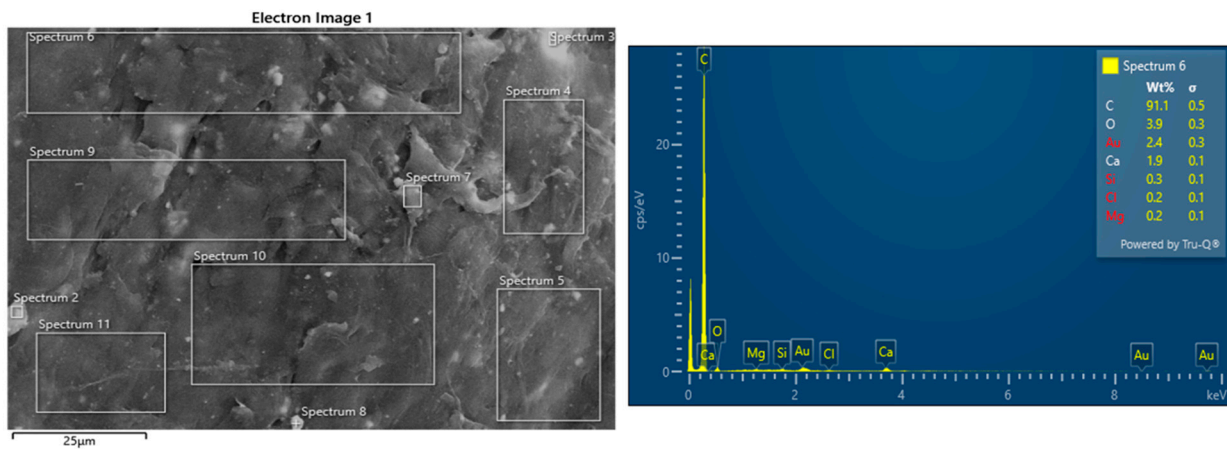 Electron Image 1
Spectrum 6
Spectrum 3
Spectrum 4
Spectrum 9
Spectrum 7
Spectrum 10
Spectrum 5
Spectrum 2
Spectrum 11
Spectrum 8
25µm
Spectrum 6
Wt% σ
C 91.1 0.5
O 3.9 0.3
Au 2.4 0.3
Ca 1.9 0.1
Si 0.3 0.1
Cl 0.2 0.1
Mg 0.2 0.1
Powered by Tru-Q®
C
20
cps/eV
10
O
Ca Mg Si Au Cl Ca Au Au
0
0 2 4 6 8 keV